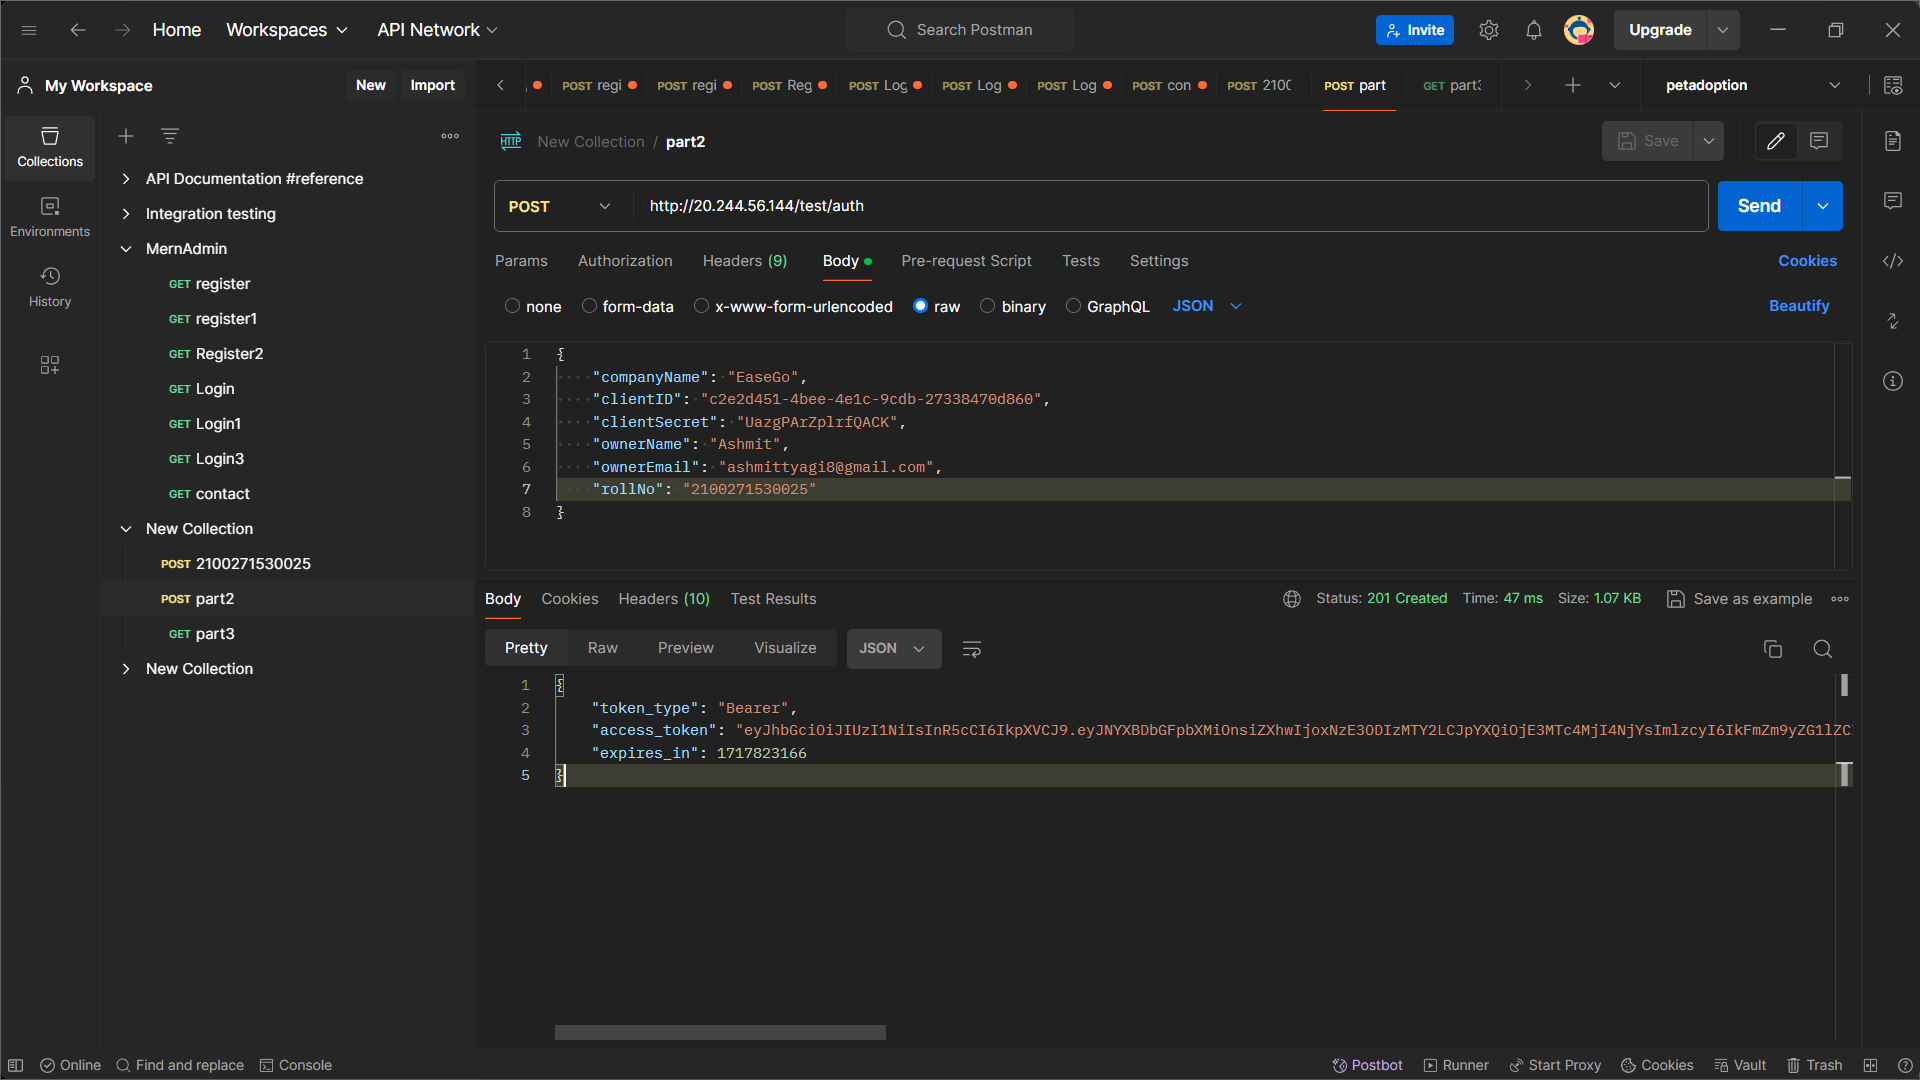 Home
Workspaces
API Network
Search Postman
Invite
Upgrade
My Workspace
New
Import
POST regi
POST regi
POST Reg
POST Log
POST Log
POST Log
POST con
POST 2100
POST part
GET part3
petadoption
Collections
Environments
History
API Documentation #reference
Integration testing
MernAdmin
GET register
GET register1
GET Register2
GET Login
GET Login1
GET Login3
GET contact
New Collection
POST 2100271530025
POST part2
GET part3
New Collection
HTTP New Collection / part2
Save
POST http://20.244.56.144/test/auth
Send
Params Authorization Headers (9) Body Pre-request Script Tests Settings
Cookies
none form-data x-www-form-urlencoded raw binary GraphQL JSON
Beautify
1 {
2 "companyName": "EaseGo",
3 "clientID": "c2e2d451-4bee-4e1c-9cdb-27338470d860",
4 "clientSecret": "UazgPArZplrfQACK",
5 "ownerName": "Ashmit",
6 "ownerEmail": "ashmittyagi8@gmail.com",
7 "rollNo": "2100271530025"
8 }
Body Cookies Headers (10) Test Results
Status: 201 Created Time: 47 ms Size: 1.07 KB Save as example
Pretty Raw Preview Visualize JSON
1 {
2 "token_type": "Bearer",
3 "access_token": "eyJhbGciOiJIUzI1NiIsInR5cCI6IkpXVCJ9.eyJNYXBDbGFpbXMiOnsiZXhwIjoxNzE3ODIzMTY2LCJpYXQiOjE3MTc4MjI4NjYsImlzcyI6IkFmZm9yZG1lZC
4 "expires_in": 1717823166
5 }
Online Find and replace Console
Postbot Runner Start Proxy Cookies Vault Trash